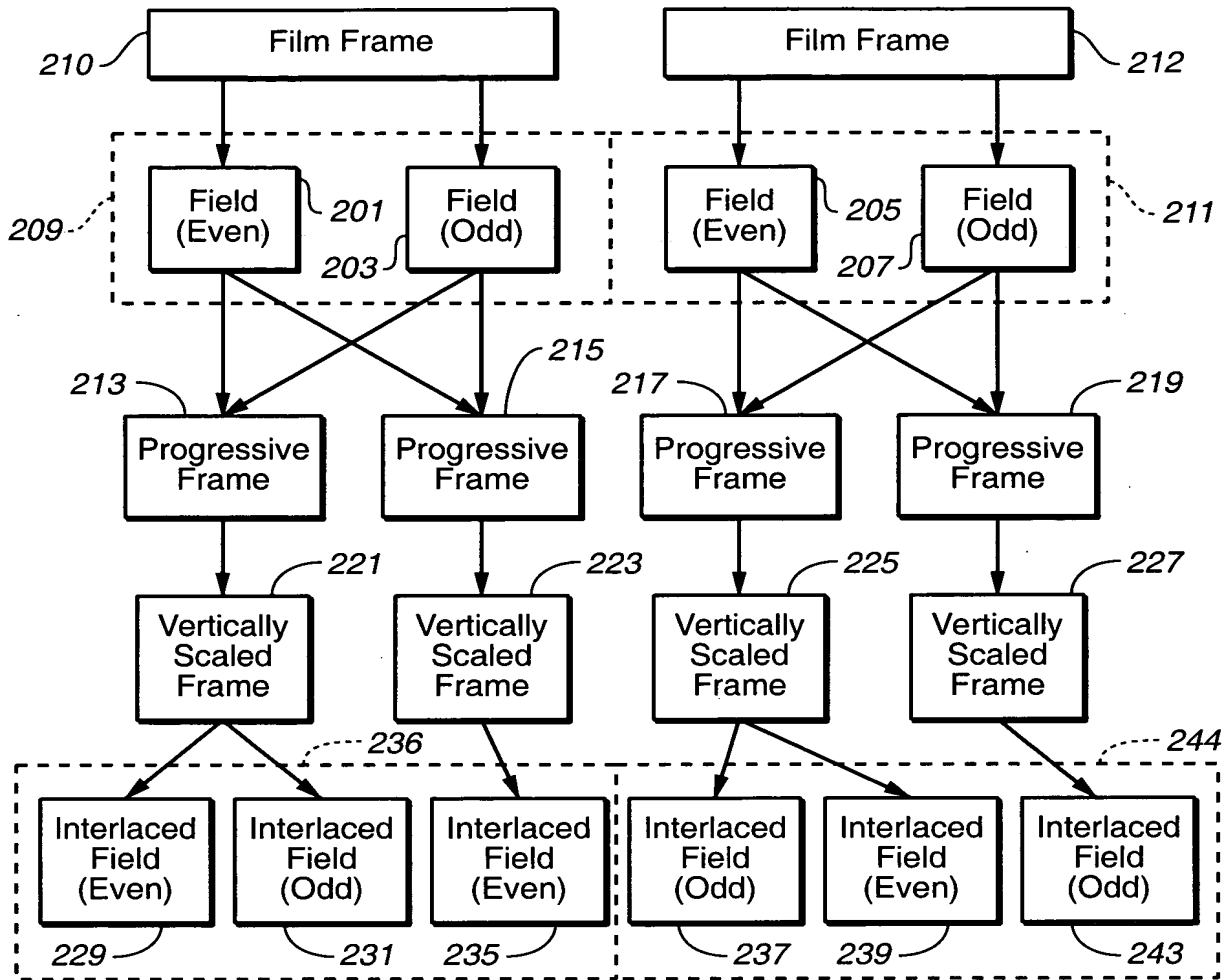 Film Frame
Film Frame
210
212
Field
(Even)
201
Field
(Odd)
203
Field
(Even)
205
Field
(Odd)
207
209
211
213
215
217
219
Progressive
Frame
Progressive
Frame
Progressive
Frame
Progressive
Frame
221
223
225
227
Vertically
Scaled
Frame
Vertically
Scaled
Frame
Vertically
Scaled
Frame
Vertically
Scaled
Frame
236
244
Interlaced
Field
(Even)
Interlaced
Field
(Odd)
Interlaced
Field
(Even)
Interlaced
Field
(Odd)
Interlaced
Field
(Even)
Interlaced
Field
(Odd)
229
231
235
237
239
243